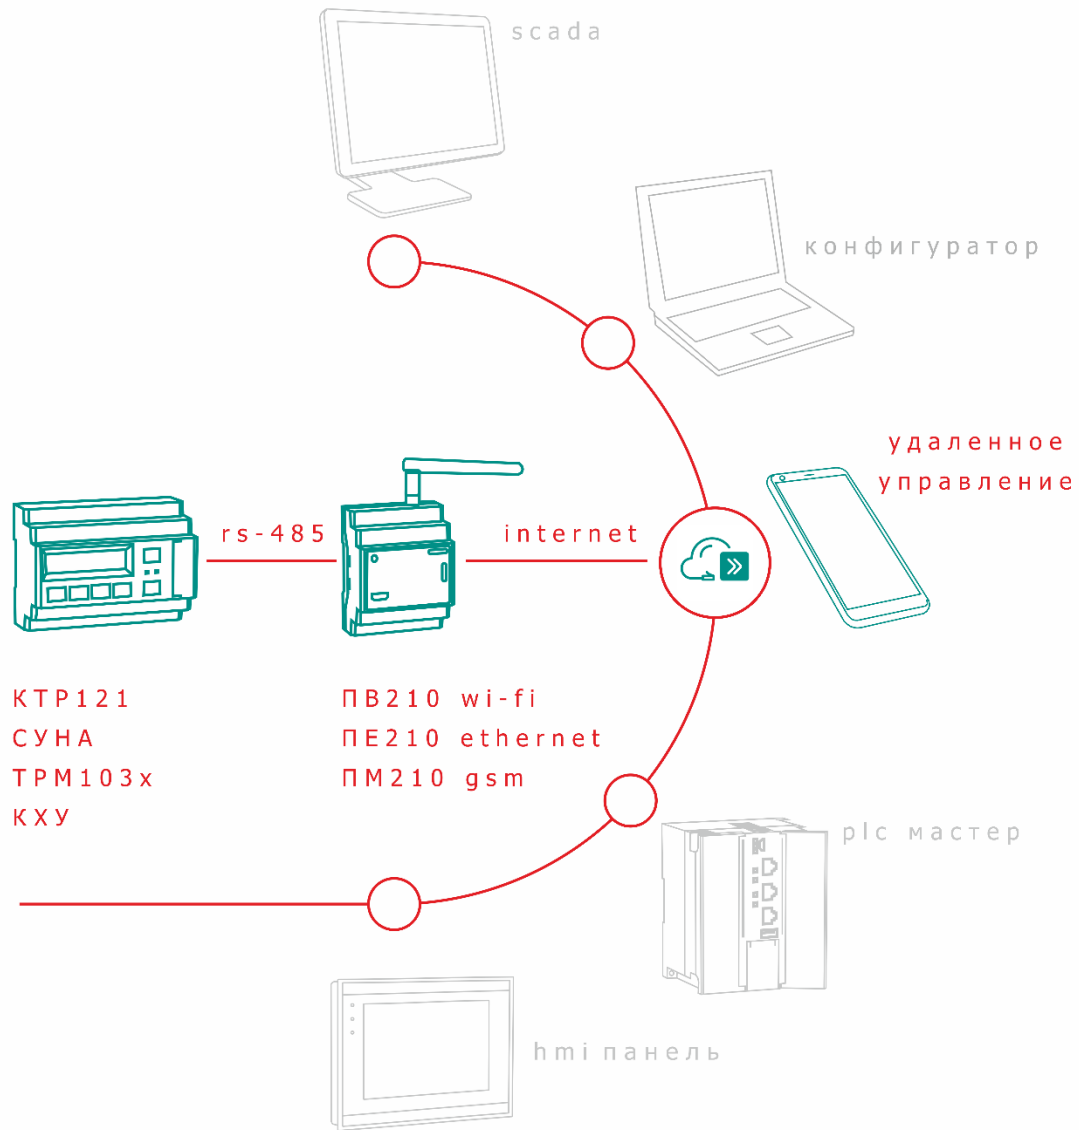 scada
конфигуратор
удаленное
управление
rs-485
internet
КТР121
СУНА
ТРМ103х
КХУ
ПВ210 wi-fi
ПЕ210 ethernet
ПМ210 gsm
plc мастер
hmi панель